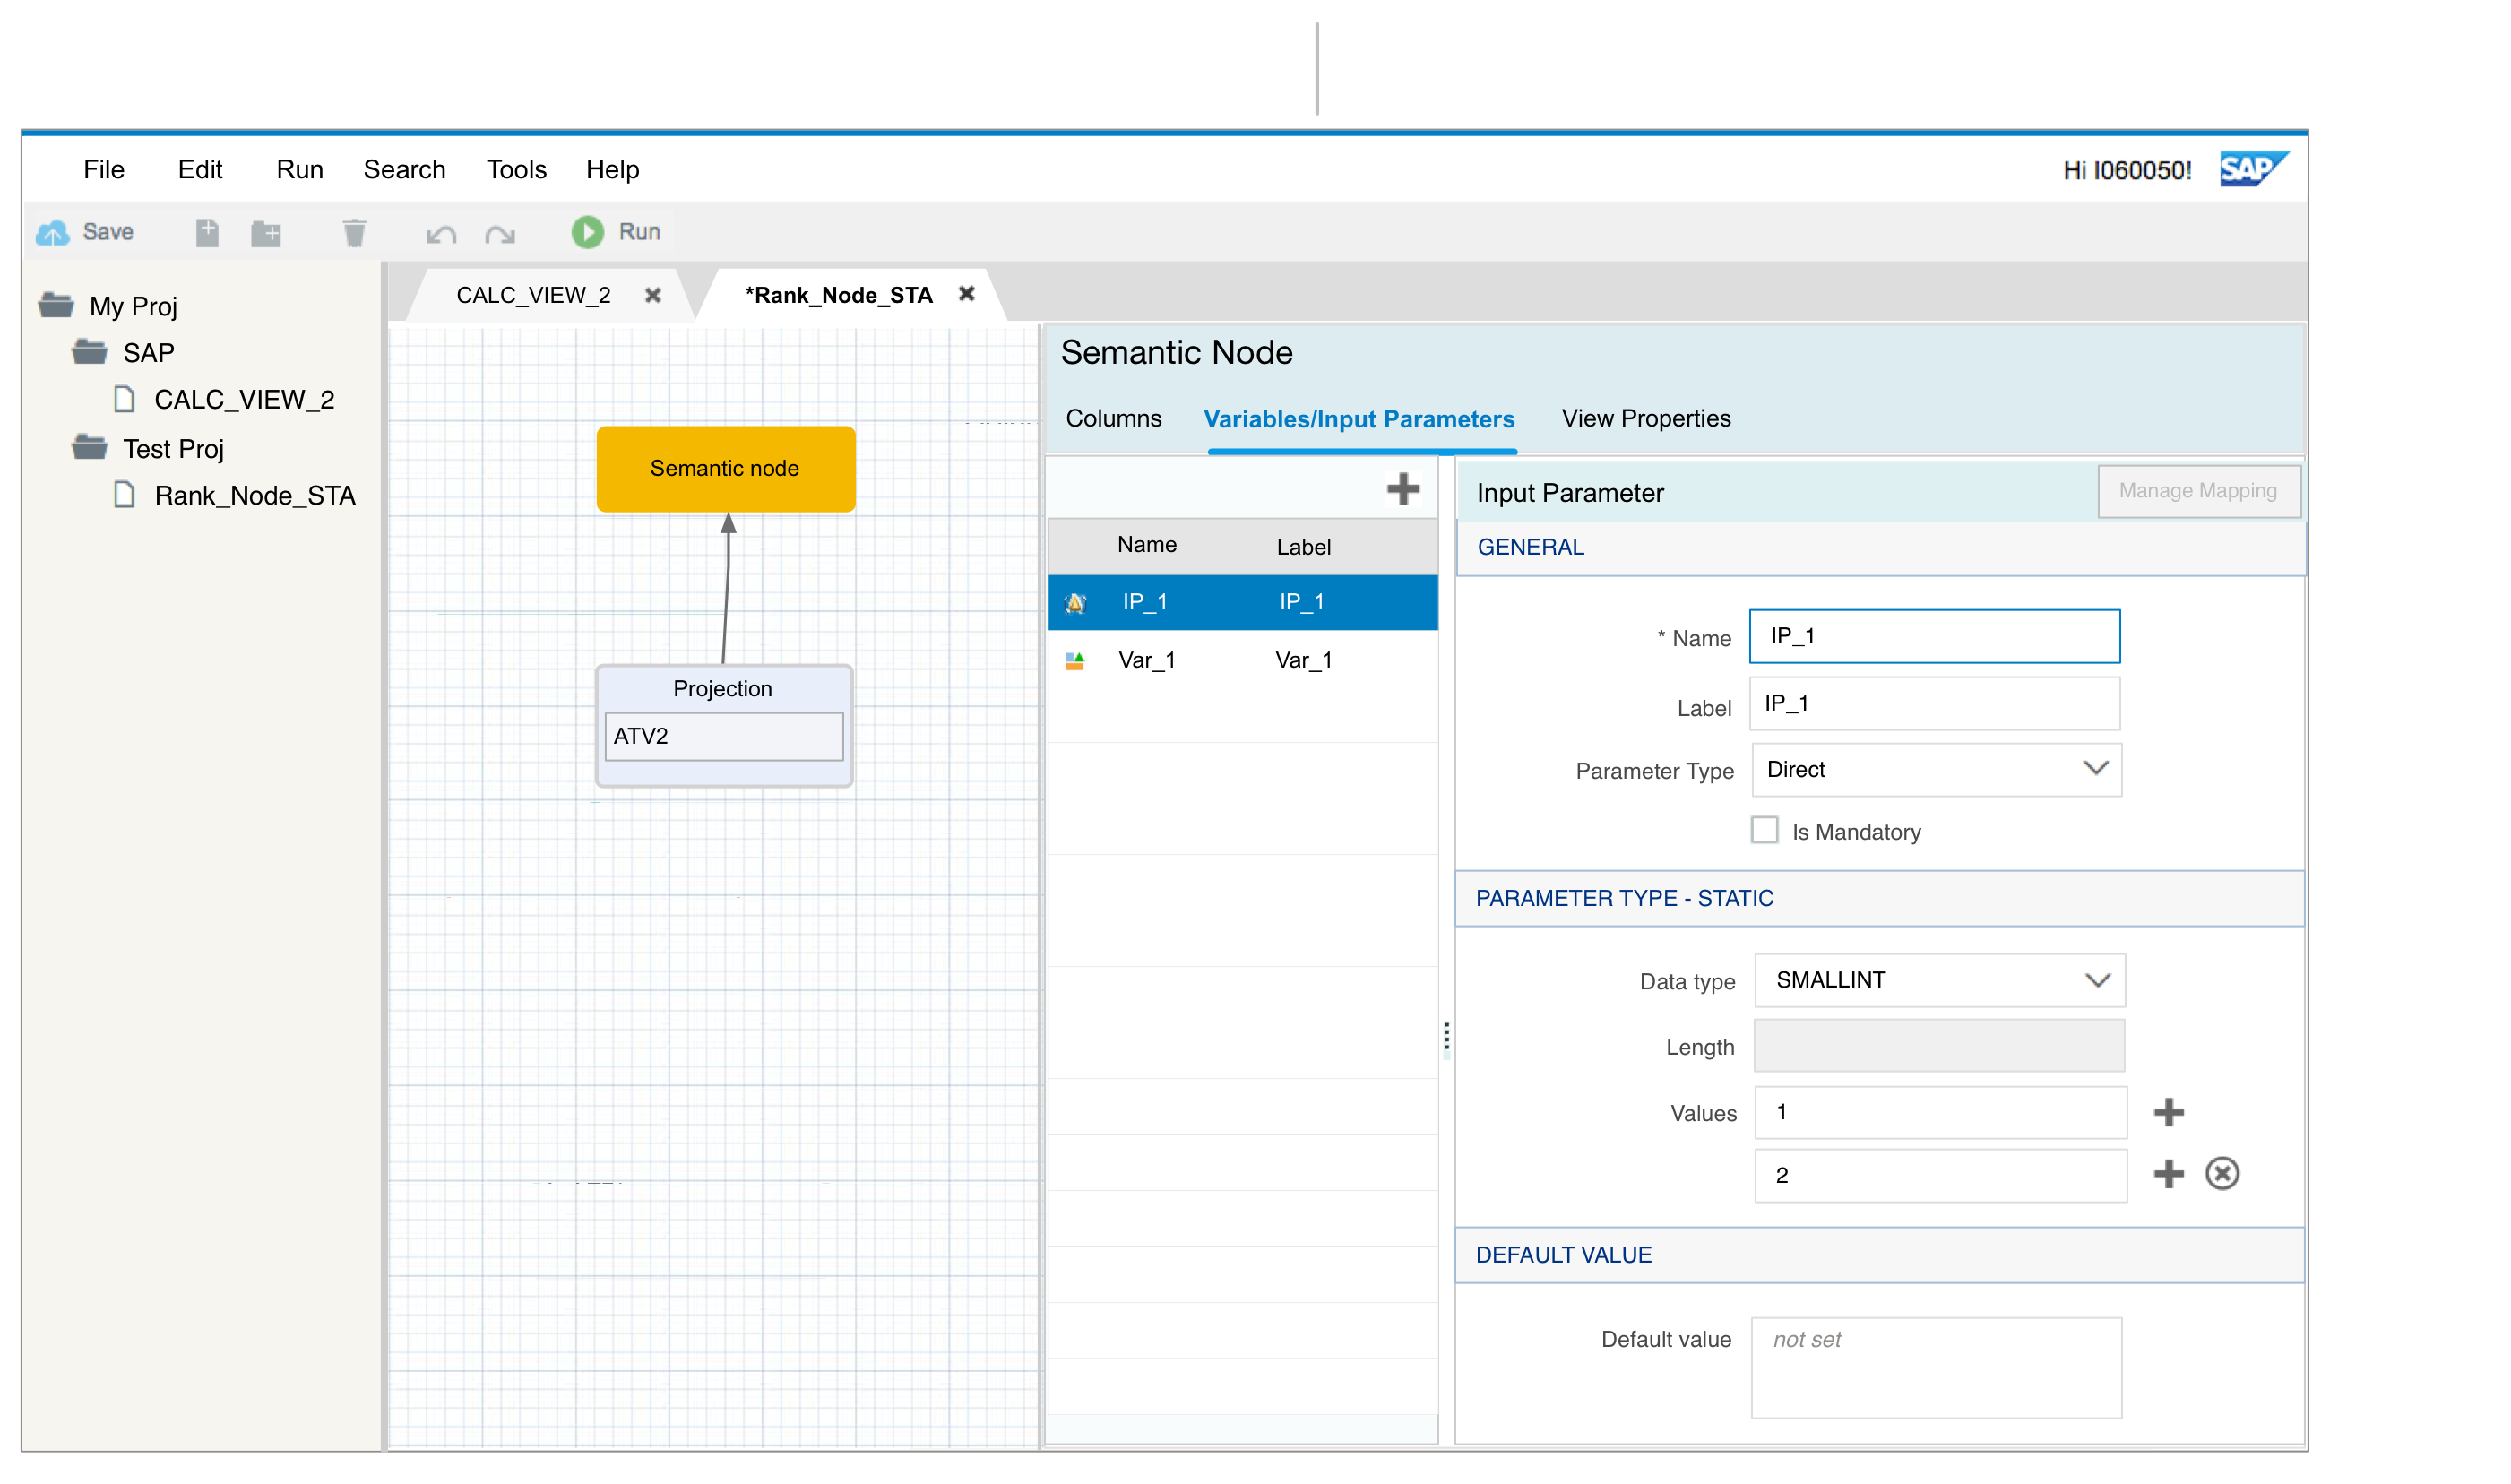 File Edit Run Search Tools Help Hi I060050! SAP
Save Run
My Proj
SAP
CALC_VIEW_2
Test Proj
Rank_Node_STA
CALC_VIEW_2 *Rank_Node_STA
Semantic node
Projection
ATV2
Semantic Node
Columns Variables/Input Parameters View Properties
Name Label
IP_1 IP_1
Var_1 Var_1
Input Parameter Manage Mapping
GENERAL
* Name IP_1
Label IP_1
Parameter Type Direct
Is Mandatory
PARAMETER TYPE - STATIC
Data type SMALLINT
Length
Values 1
2
DEFAULT VALUE
Default value not set